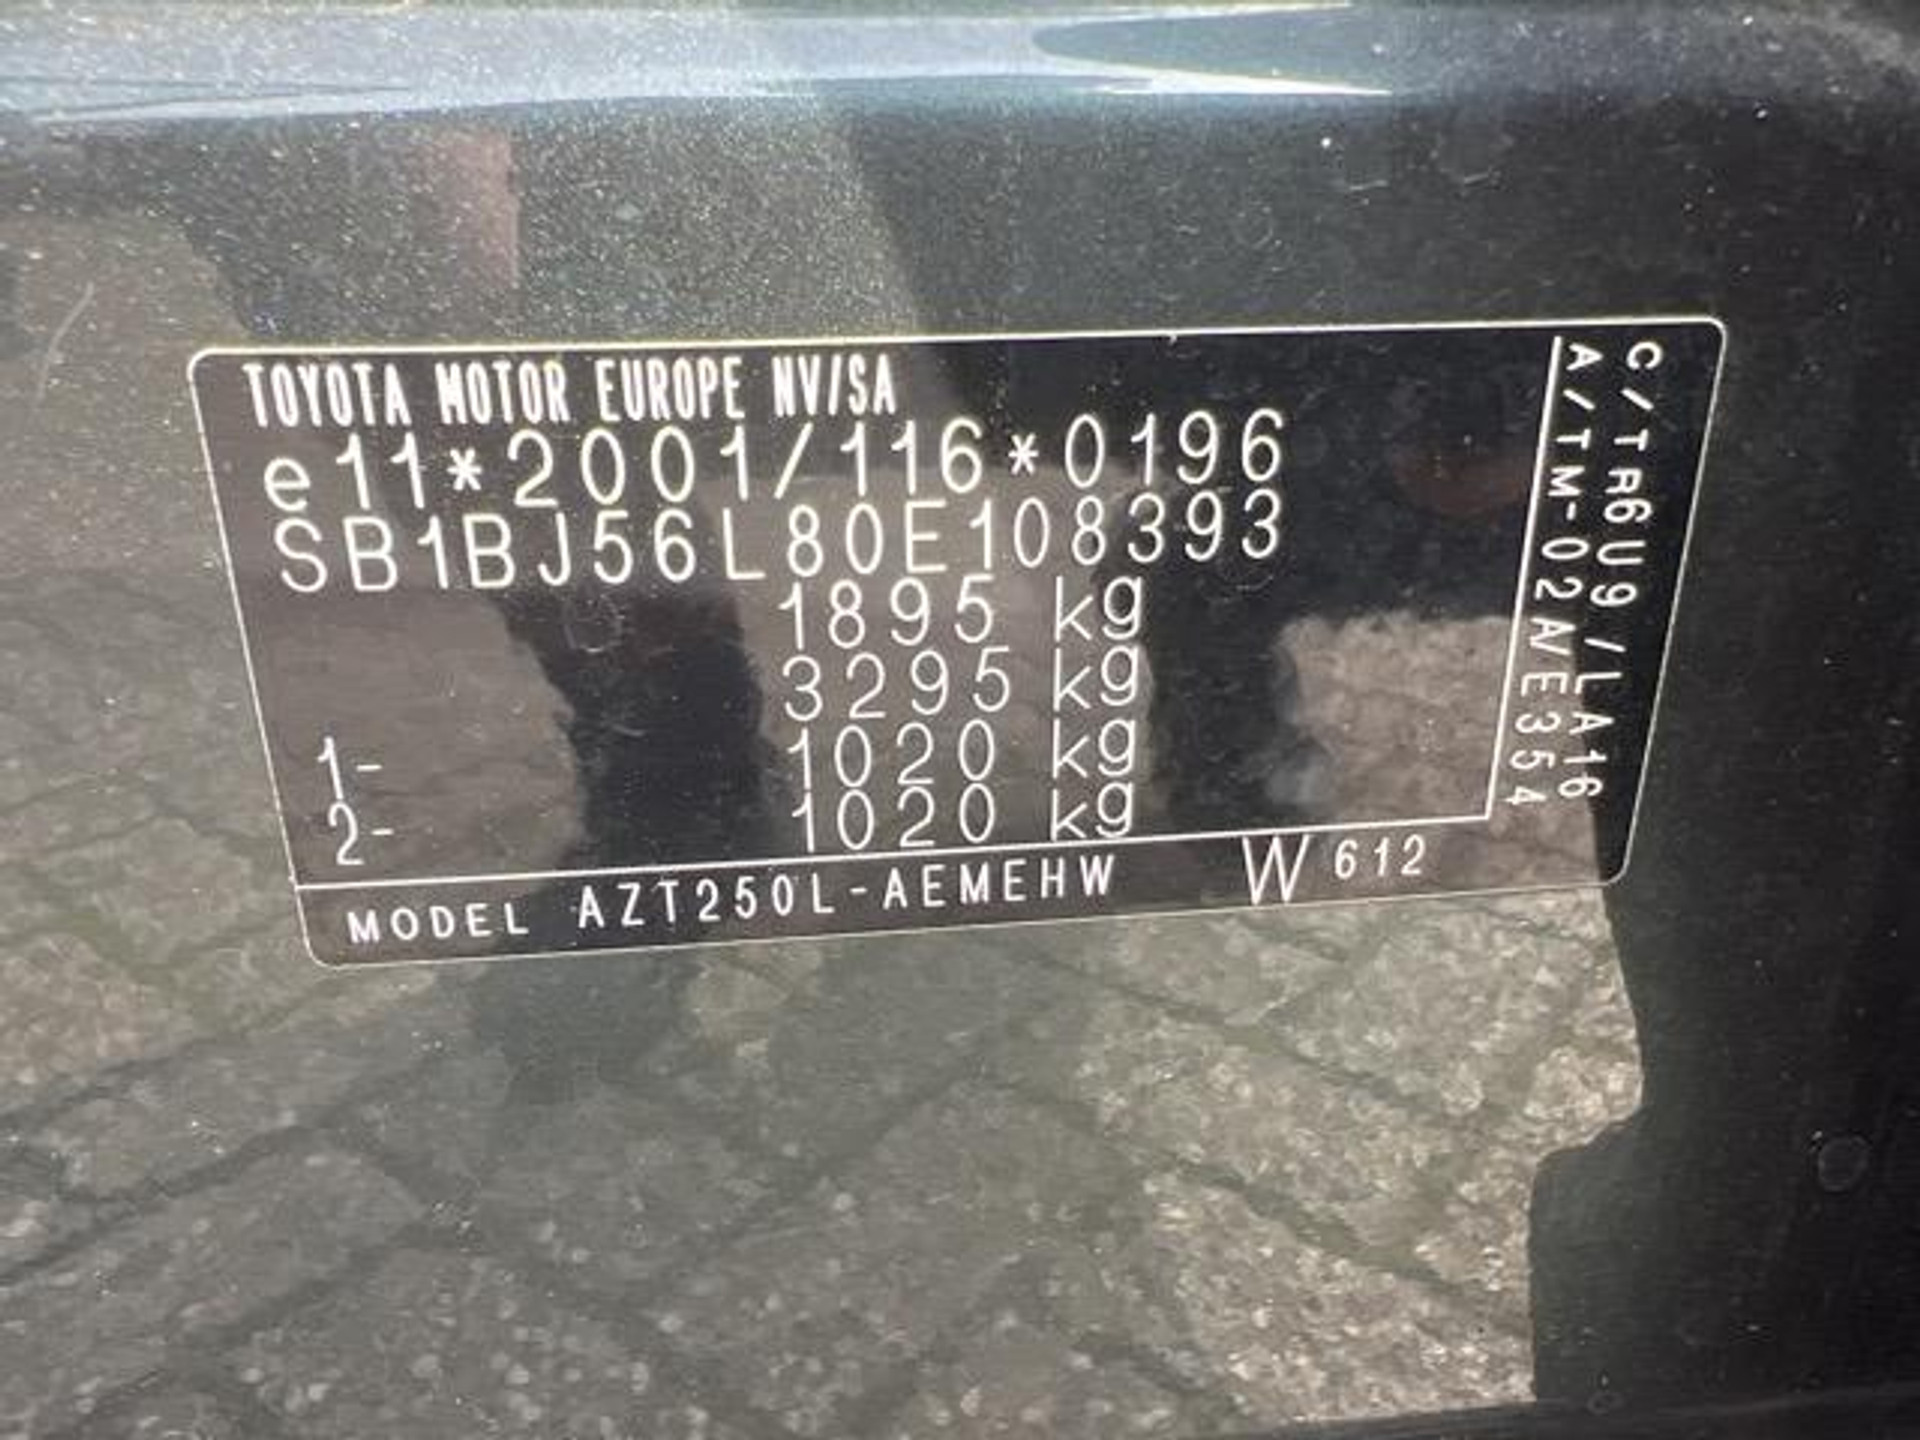 TOYOTA MOTOR EUROPE NV/SA
e11*2001/116*0196
SB1BJ56L80E108393
1895 kg
3295 kg
1- 1020 kg
2- 1020 kg
MODEL AZT250L-AEMEHW W612
C/TR6U9/LA16
A/TM-02A/E354